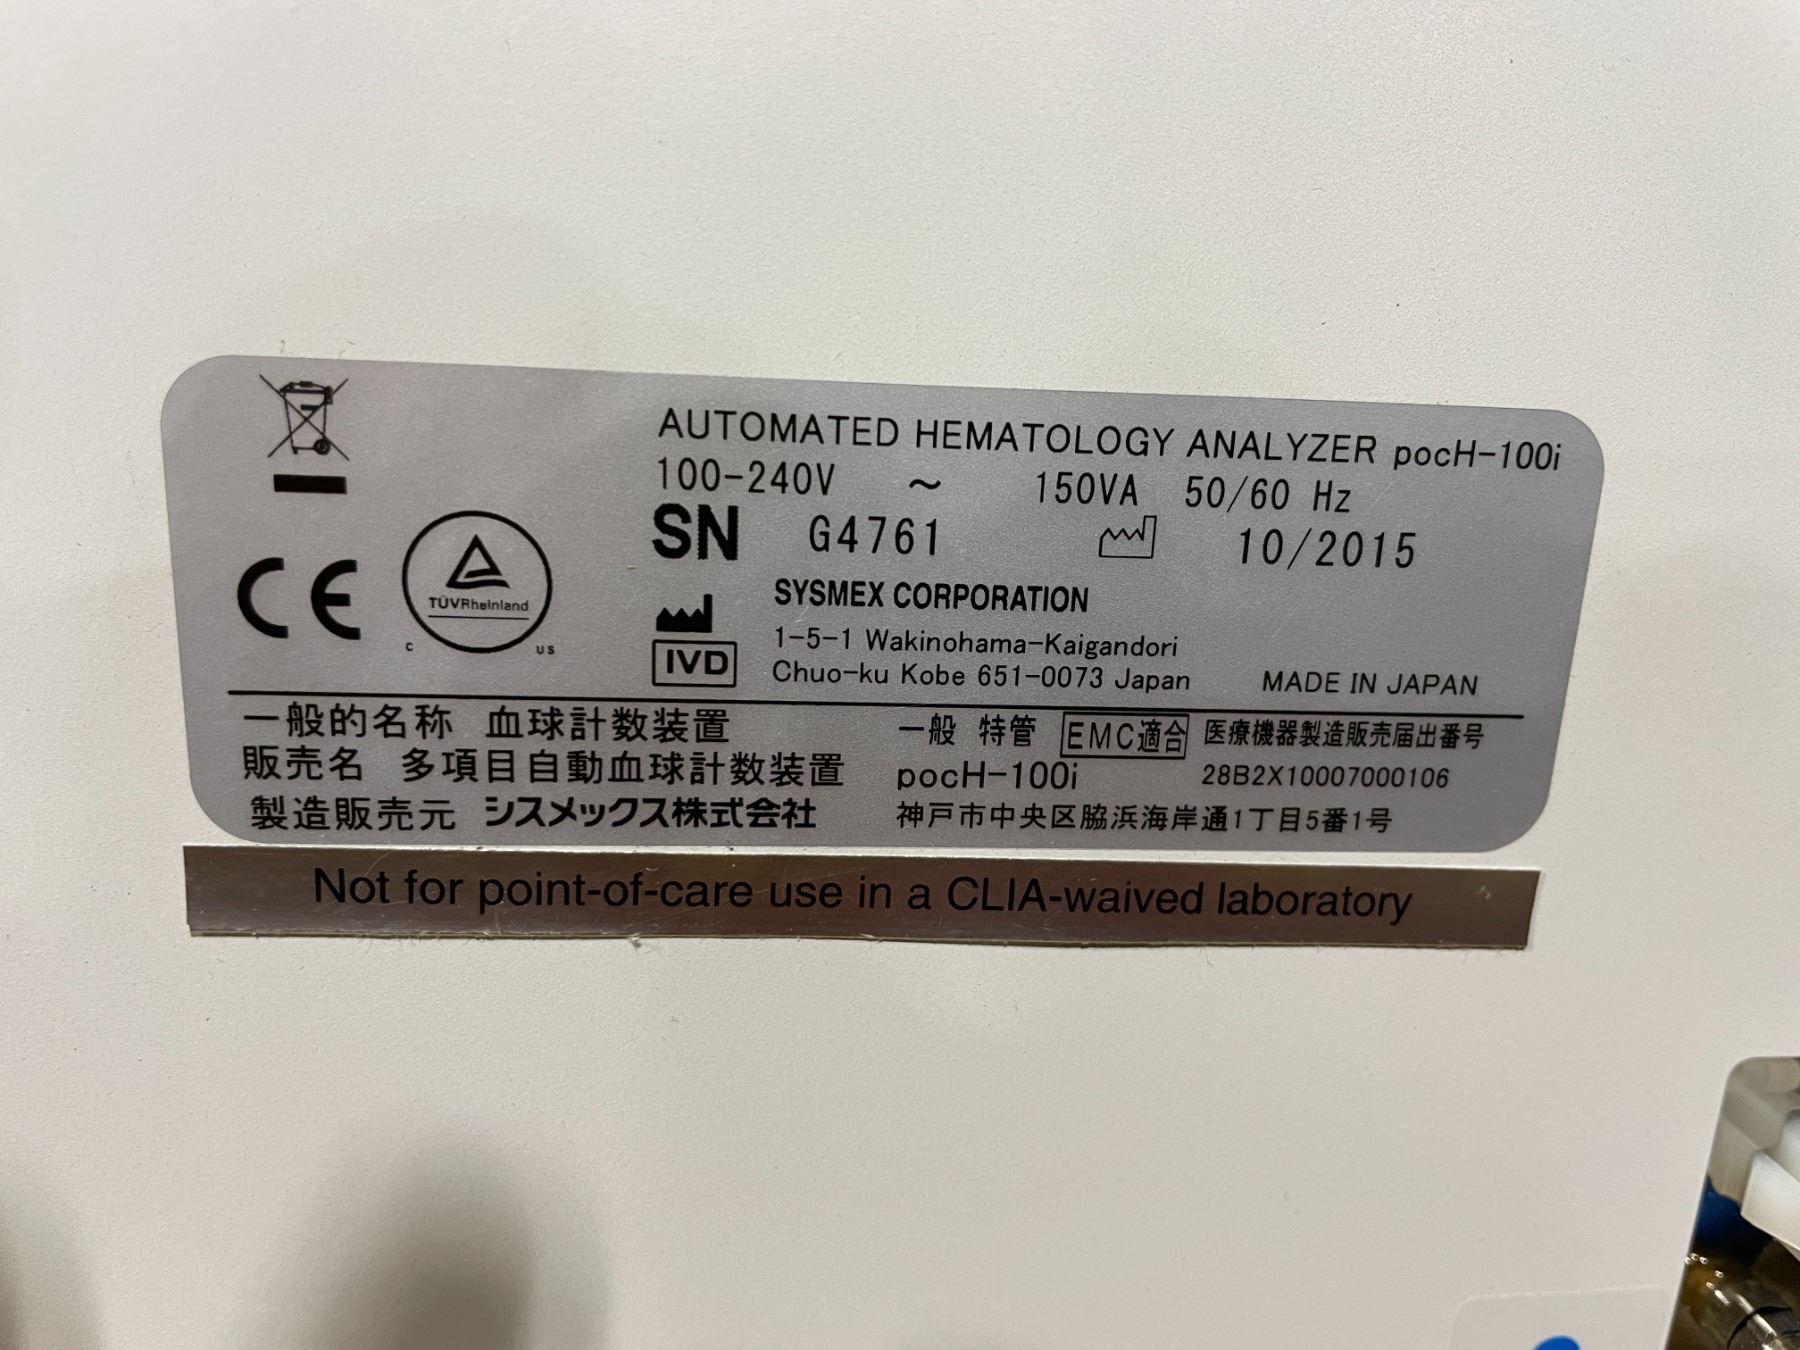 AUTOMATED HEMATOLOGY ANALYZER pocH-100i
100-240V ～ 150VA 50/60 Hz
SN G4761 10/2015
CE
TÜVRheinland
C US
SYSMEX CORPORATION
1-5-1 Wakinohama-Kaigandori
IVD
Chuo-ku Kobe 651-0073 Japan MADE IN JAPAN
一般的名称 血球計数装置 一般 特管 EMC適合 医療機器製造販売届出番号
販売名 多項目自動血球計数装置 pocH-100i 28B2X10007000106
製造販売元 シスメックス株式会社 神戸市中央区脇浜海岸通1丁目5番1号
Not for point-of-care use in a CLIA-waived laboratory